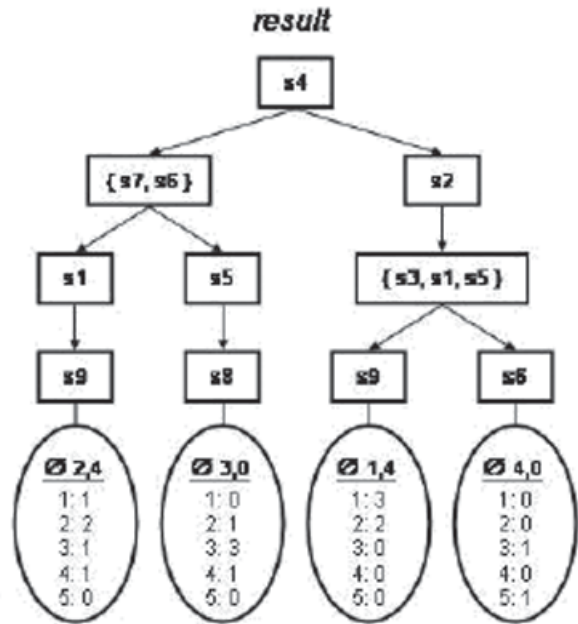 result
s4
{ s7, s6 }
s2
s1
s5
{ s3, s1, s5 }
s9
s8
s9
s6
Ø 2,4
1: 1
2: 2
3: 1
4: 1
5: 0
Ø 3,0
1: 0
2: 1
3: 3
4: 1
5: 0
Ø 1,4
1: 3
2: 2
3: 0
4: 0
5: 0
Ø 4,0
1: 0
2: 0
3: 1
4: 0
5: 1